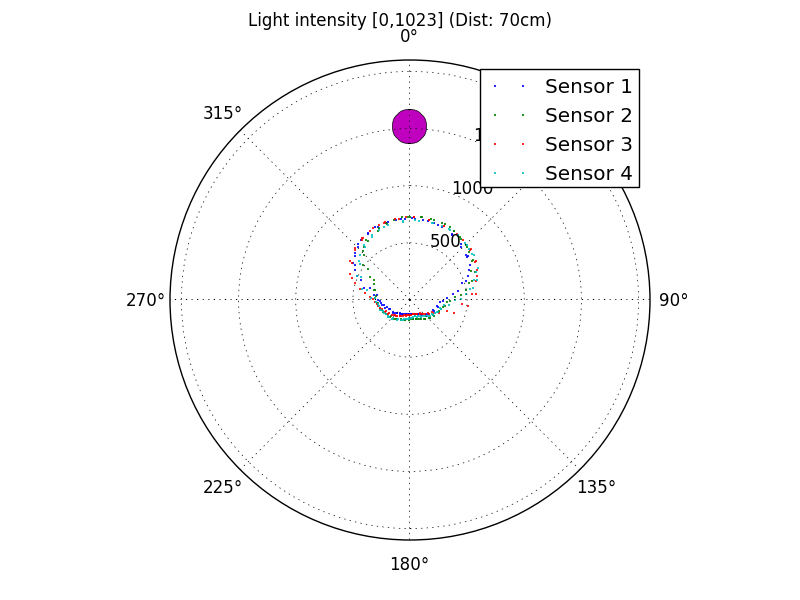 Light intensity [0,1023] (Dist: 70cm)
0°
315°
Sensor 1
Sensor 2
Sensor 3
Sensor 4
1000
500
270°
90°
225°
135°
180°